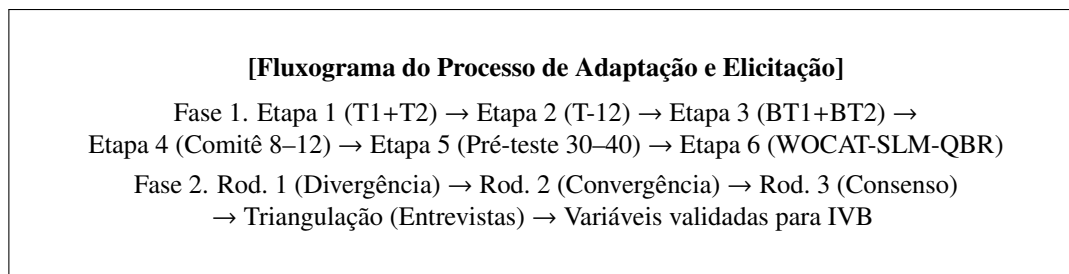 [Fluxograma do Processo de Adaptação e Elicitação]
Fase 1. Etapa 1 (T1+T2) → Etapa 2 (T-12) → Etapa 3 (BT1+BT2) →
Etapa 4 (Comitê 8–12) → Etapa 5 (Pré-teste 30–40) → Etapa 6 (WOCAT-SLM-QBR)
Fase 2. Rod. 1 (Divergência) → Rod. 2 (Convergência) → Rod. 3 (Consenso)
→ Triangulação (Entrevistas) → Variáveis validadas para IVB